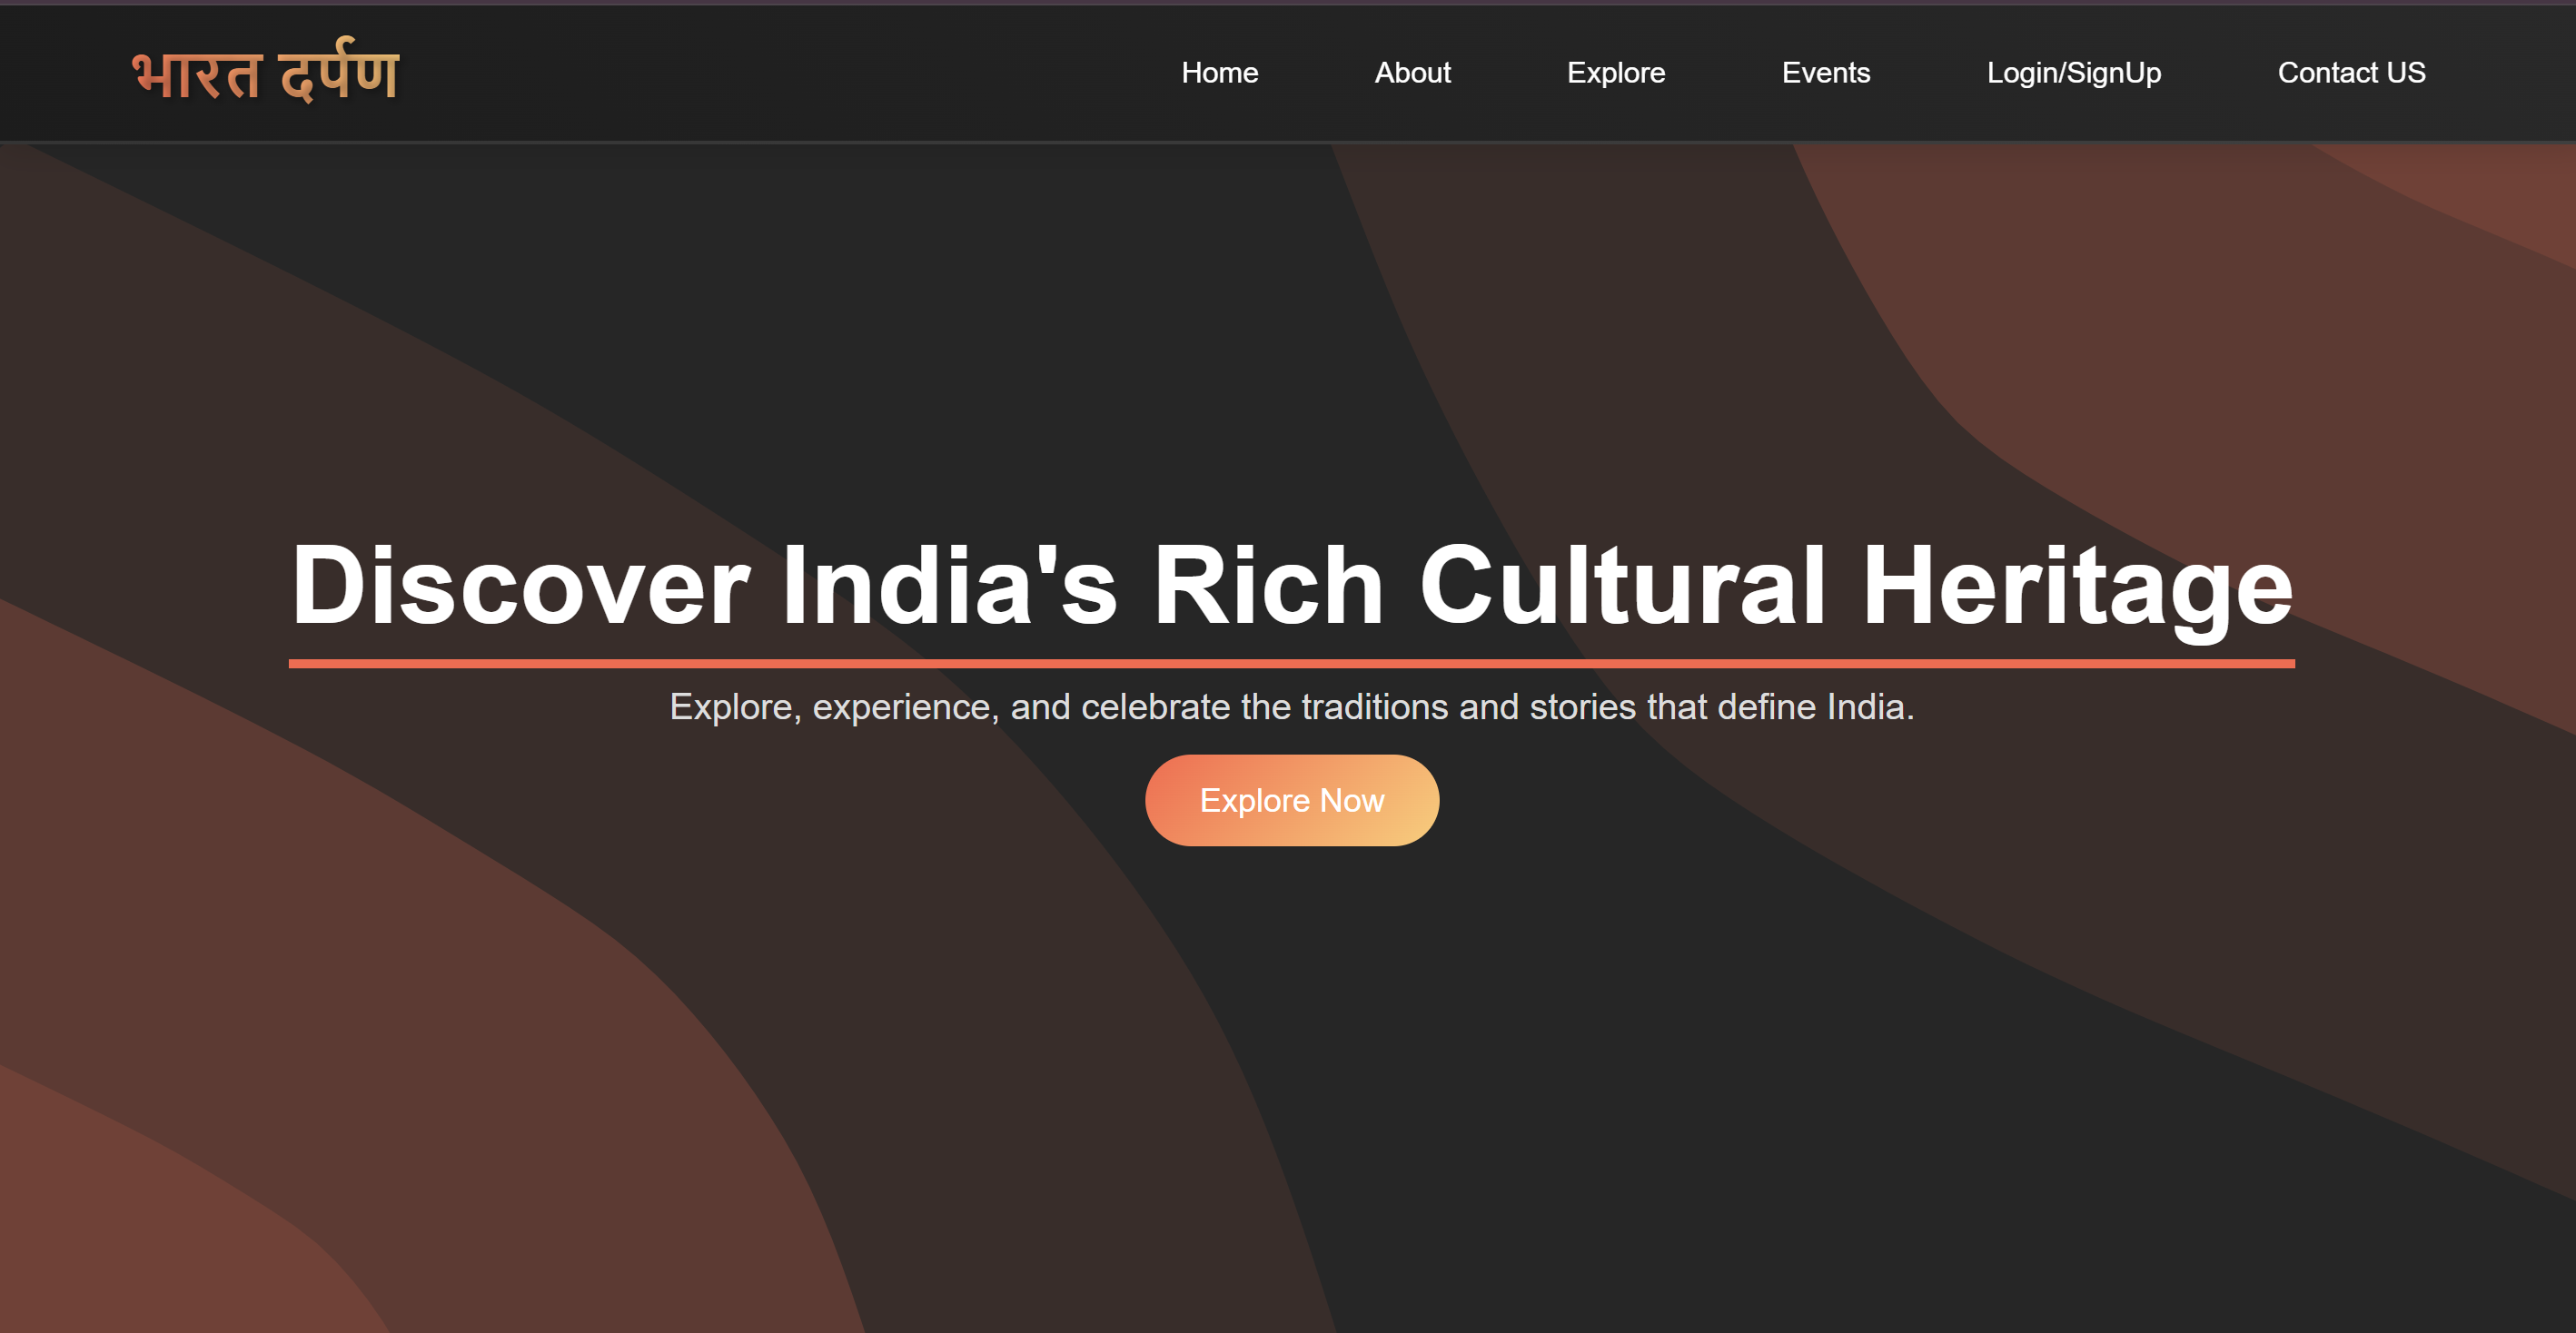 भारत दर्पण
Home About Explore Events Login/SignUp Contact US
Discover India's Rich Cultural Heritage
Explore, experience, and celebrate the traditions and stories that define India.
Explore Now